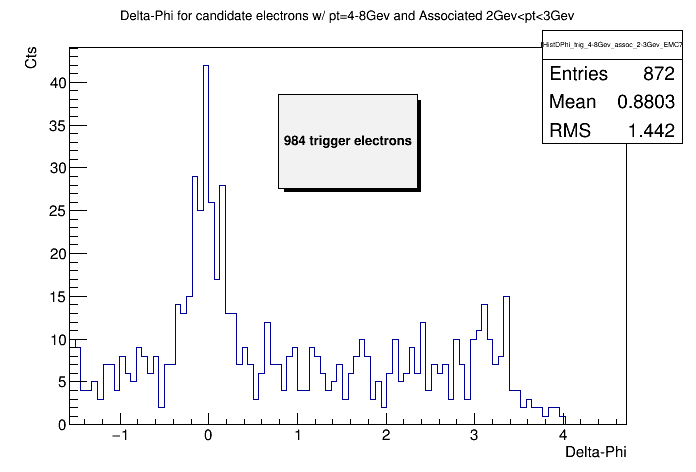 Delta-Phi for candidate electrons w/ pt=4-8Gev and Associated 2Gev<pt<3Gev
HistDPhi_trig_4-8Gev_assoc_2-3Gev_EMC7
Entries 872
Mean 0.8803
RMS 1.442
Cts
984 trigger electrons
40
35
30
25
20
15
10
5
0
−1 0 1 2 3 4
Delta-Phi